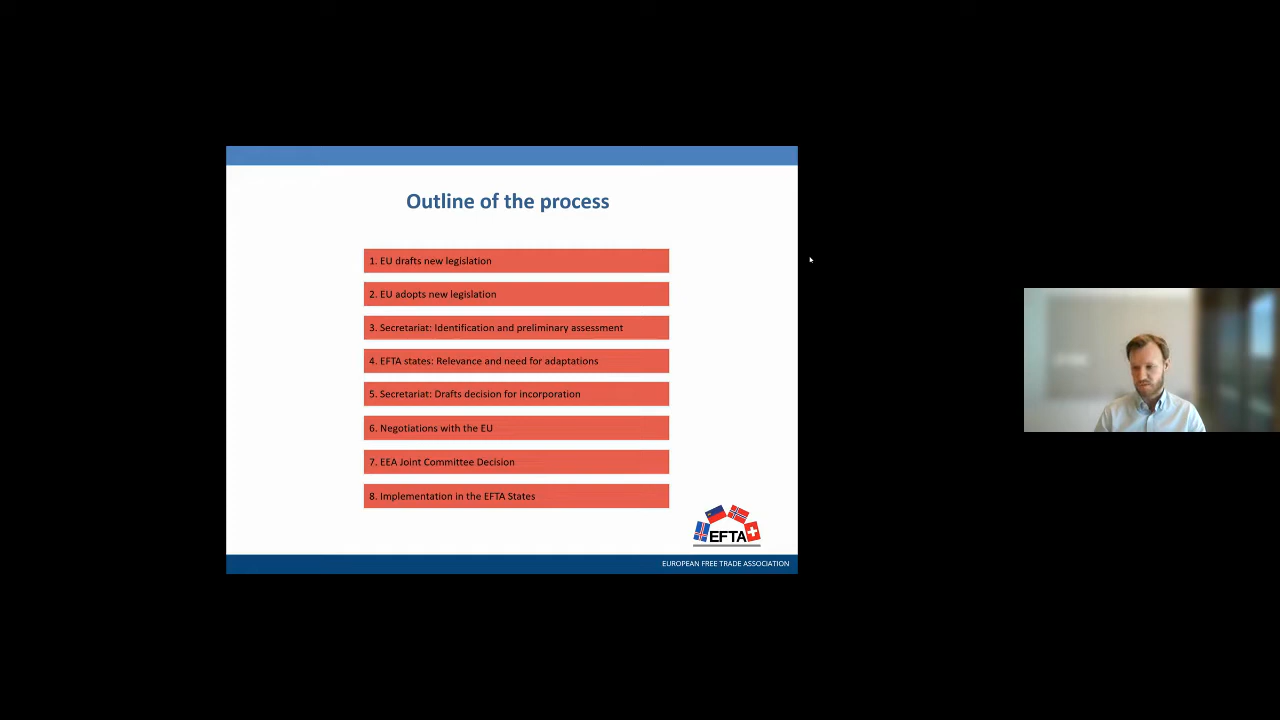 Outline of the process
1. EU drafts new legislation
2. EU adopts new legislation
3. Secretariat: Identification and preliminary assessment
4. EFTA states: Relevance and need for adaptations
5. Secretariat: Drafts decision for incorporation
6. Negotiations with the EU
7. EEA Joint Committee Decision
8. Implementation in the EFTA States
EFTA
EUROPEAN FREE TRADE ASSOCIATION